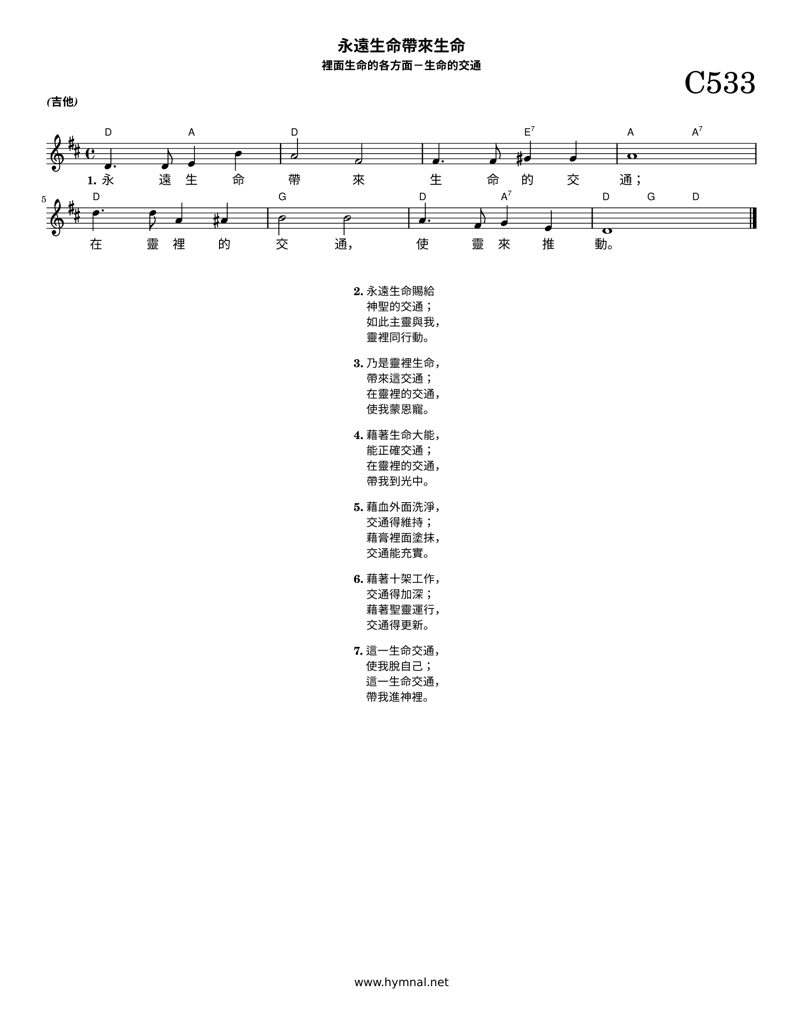 永遠生命帶來生命
裡面生命的各方面－生命的交通
C533
(吉他)
D A D E7 A A7
1. 永 遠 生 命 帶 來 生 命 的 交 通；
5 D G D A7 D G D
在 靈 裡 的 交 通， 使 靈 來 推 動。
2. 永遠生命賜給
神聖的交通；
如此主靈與我，
靈裡同行動。
3. 乃是靈裡生命，
帶來這交通；
在靈裡的交通，
使我蒙恩寵。
4. 藉著生命大能，
能正確交通；
在靈裡的交通，
帶我到光中。
5. 藉血外面洗淨，
交通得維持；
藉膏裡面塗抹，
交通能充實。
6. 藉著十架工作，
交通得加深；
藉著聖靈運行，
交通得更新。
7. 這一生命交通，
使我脫自己；
這一生命交通，
帶我進神裡。
www.hymnal.net